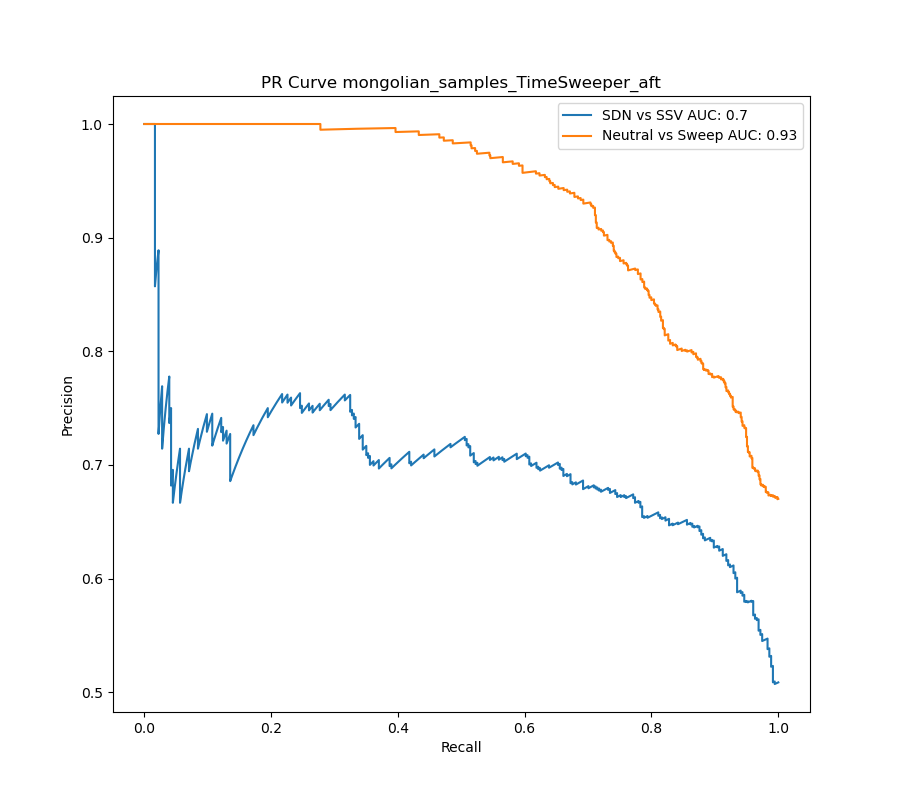 PR Curve mongolian_samples_TimeSweeper_aft
SDN vs SSV AUC: 0.7
Neutral vs Sweep AUC: 0.93
1.0
0.9
0.8
0.7
0.6
0.5
Precision
0.0 0.2 0.4 0.6 0.8 1.0
Recall